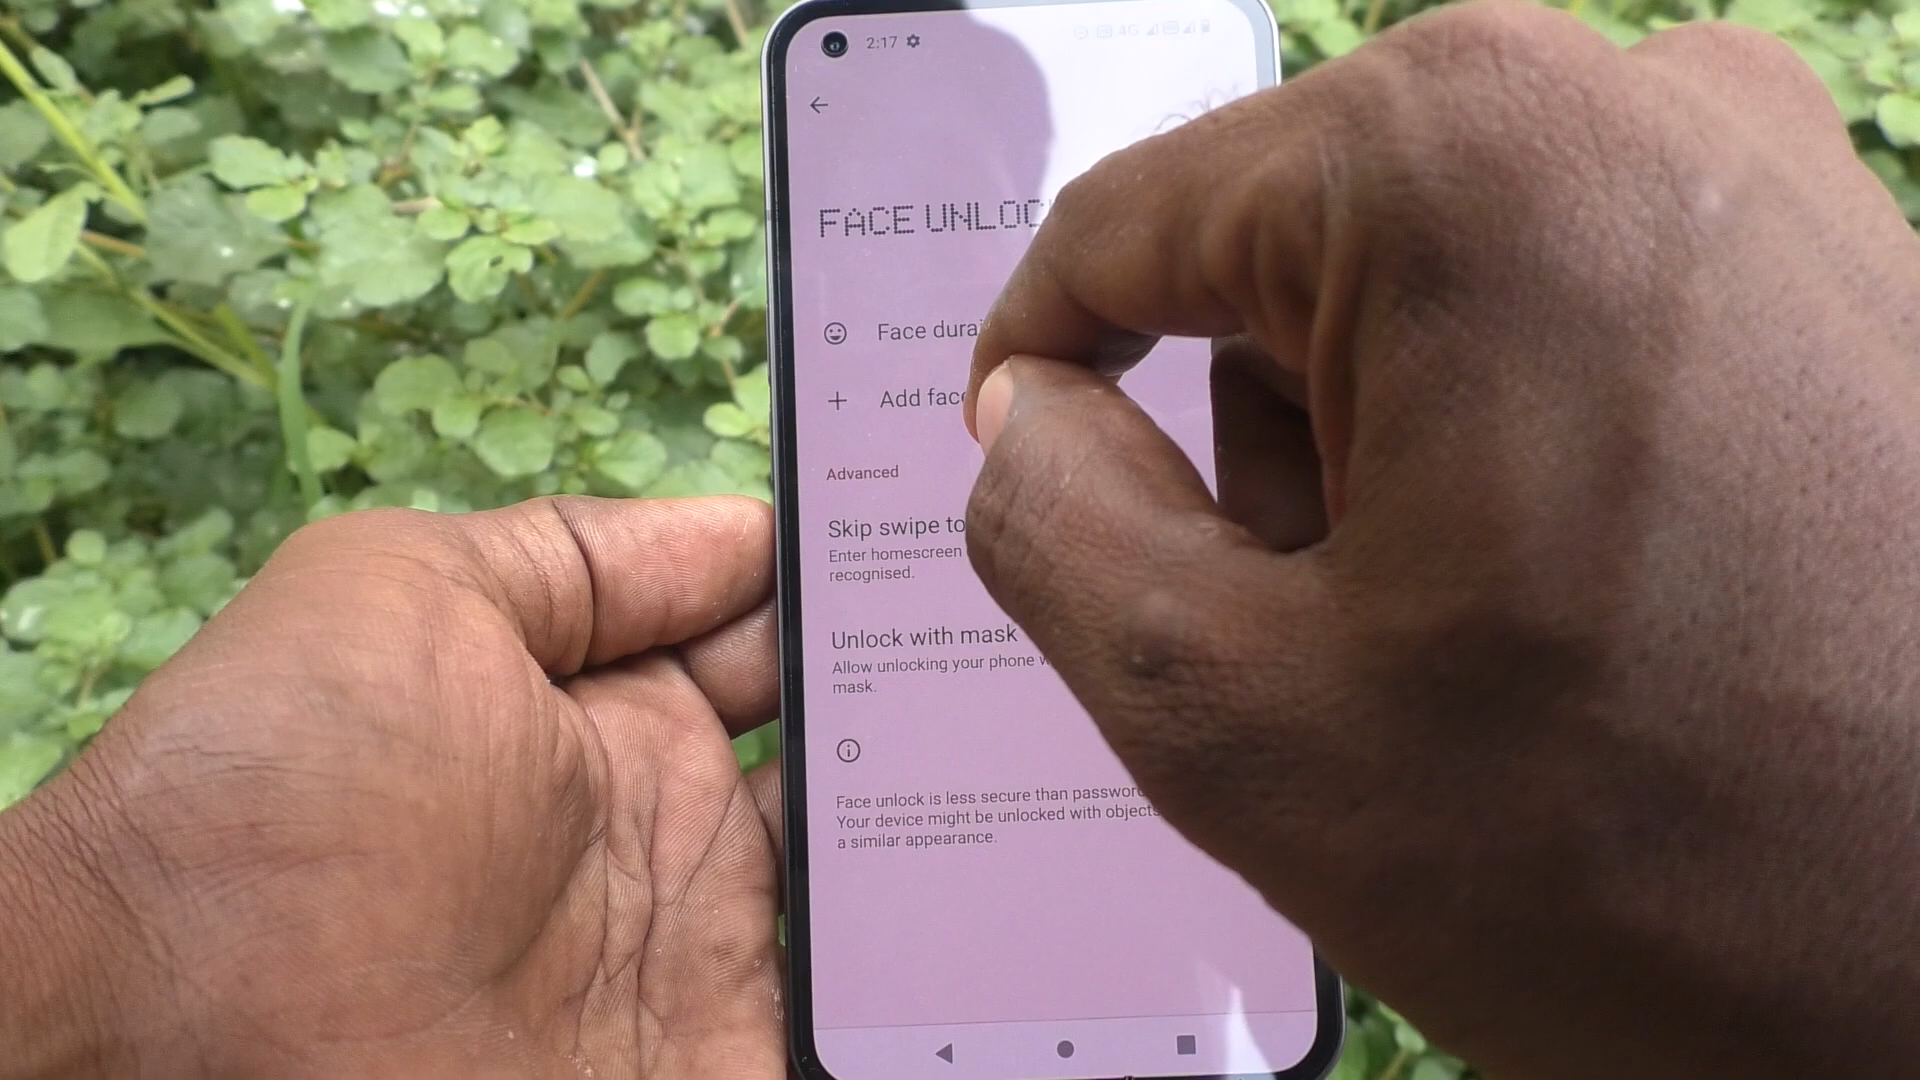 2:17
4G
FACE UNLOC
Face durai
Add face
Advanced
Skip swipe to
Enter homescreen
recognised.
Unlock with mask
Allow unlocking your phone w
mask.
Face unlock is less secure than password
Your device might be unlocked with objects
a similar appearance.